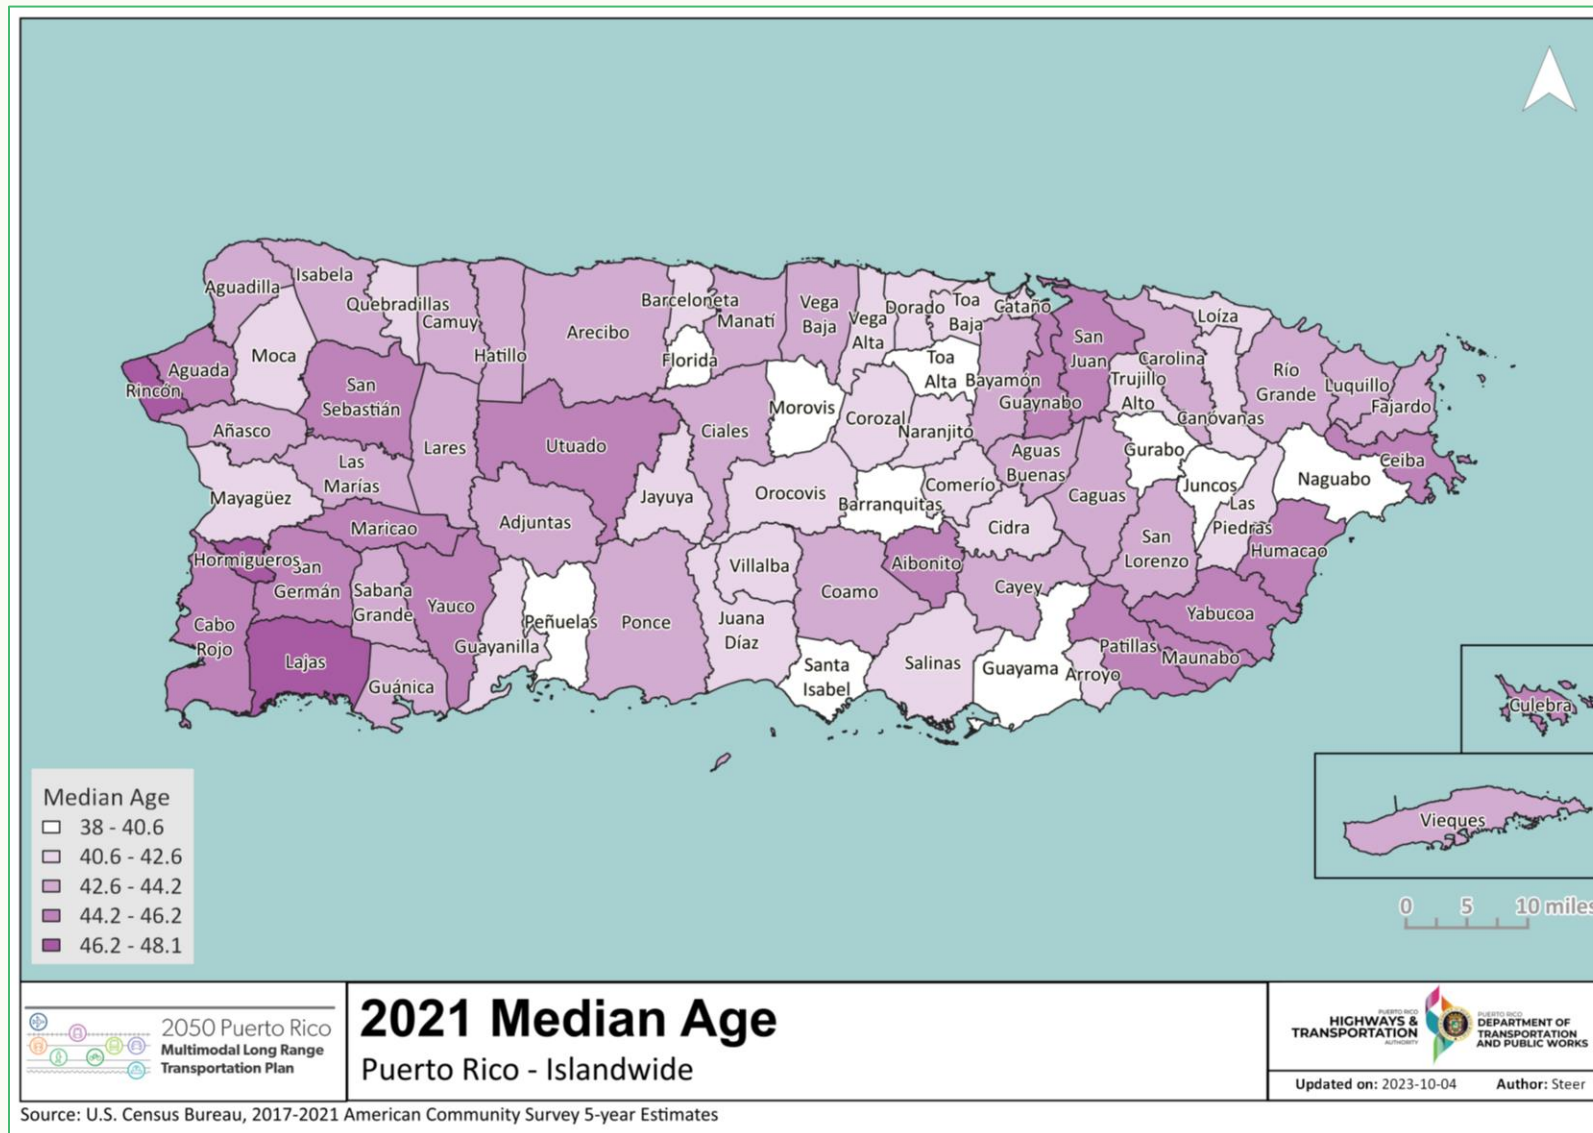 Isabela
Aguadilla
Quebradillas
Camuy
Hatillo
Arecibo
Barceloneta
Manatí
Florida
Vega
Baja
Vega
Alta
Dorado
Toa
Baja
Cataño
Toa
Alta
Bayamón
Guaynabo
San
Juan
Carolina
Trujillo
Alto
Loíza
Canóvanas
Río
Grande
Luquillo
Fajardo
Ceiba
Moca
Aguada
Rincón
San
Sebastián
Añasco
Las
Marías
Mayagüez
Lares
Utuado
Ciales
Morovis
Corozal
Naranjito
Jayuya
Orocovis
Barranquitas
Comerío
Aguas
Buenas
Caguas
Gurabo
Juncos
Las
Piedras
Naguabo
Humacao
Maricao
Adjuntas
Hormigueros
San
Germán
Sabana
Grande
Yauco
Cabo
Rojo
Lajas
Guánica
Guayanilla
Peñuelas
Ponce
Villalba
Juana
Díaz
Coamo
Aibonito
Cidra
Cayey
San
Lorenzo
Yabucoa
Santa
Isabel
Salinas
Guayama
Arroyo
Patillas
Maunabo
Culebra
Vieques
Median Age
38 - 40.6
40.6 - 42.6
42.6 - 44.2
44.2 - 46.2
46.2 - 48.1
0 5 10 miles
2050 Puerto Rico
Multimodal Long Range
Transportation Plan
2021 Median Age
Puerto Rico - Islandwide
PUERTO RICO
HIGHWAYS &
TRANSPORTATION
AUTHORITY
PUERTO RICO
DEPARTMENT OF
TRANSPORTATION
AND PUBLIC WORKS
Updated on: 2023-10-04 Author: Steer
Source: U.S. Census Bureau, 2017-2021 American Community Survey 5-year Estimates